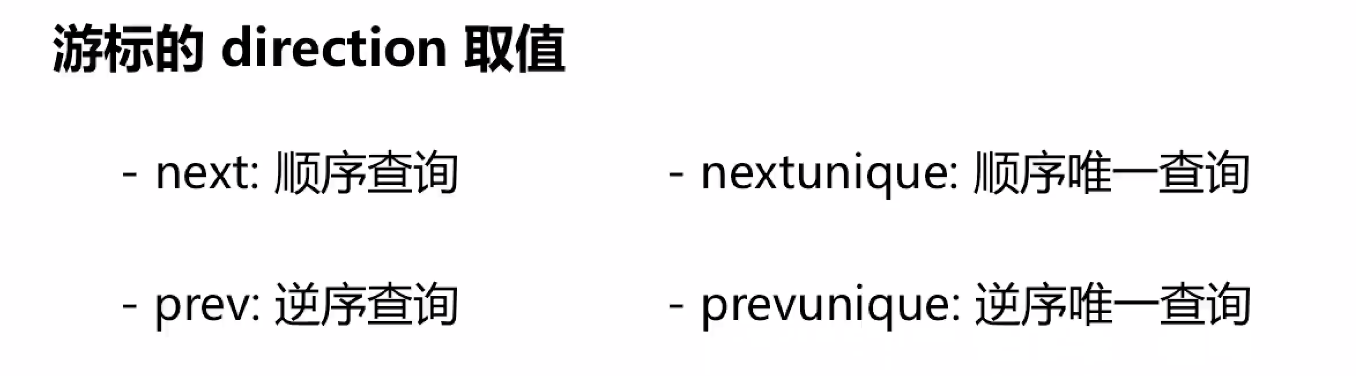 游标的 direction 取值
- next: 顺序查询
- nextunique: 顺序唯一查询
- prev: 逆序查询
- prevunique: 逆序唯一查询